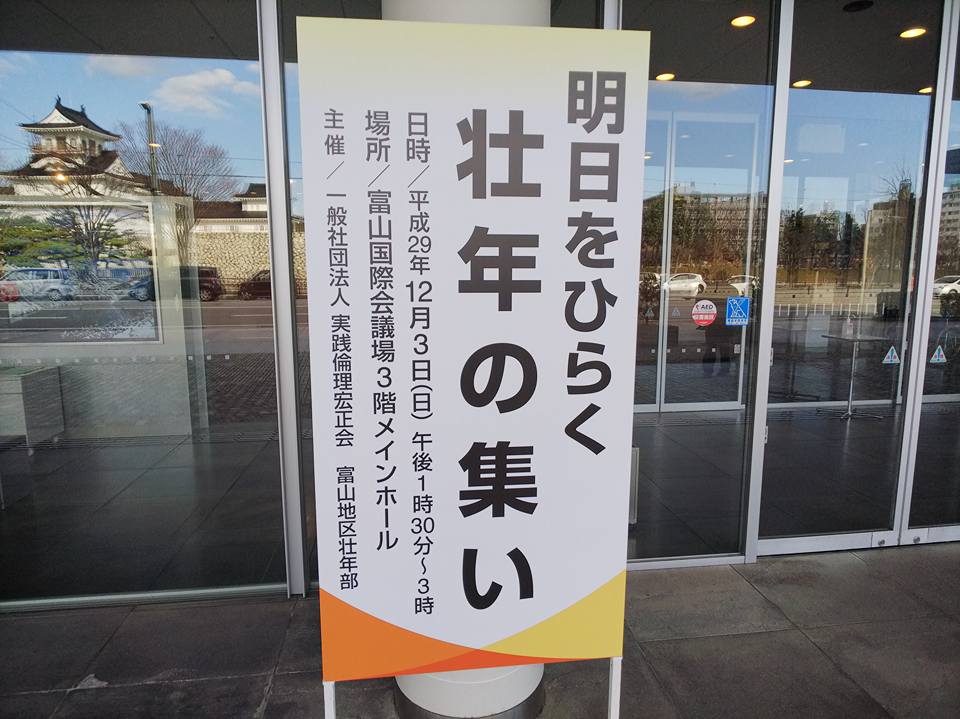 明日をひらく
壮年の集い
日時／平成29年12月3日(日) 午後1時30分～3時
場所／富山国際会議場3階メインホール
主催／一般社団法人 実践倫理宏正会 富山地区壮年部
AED